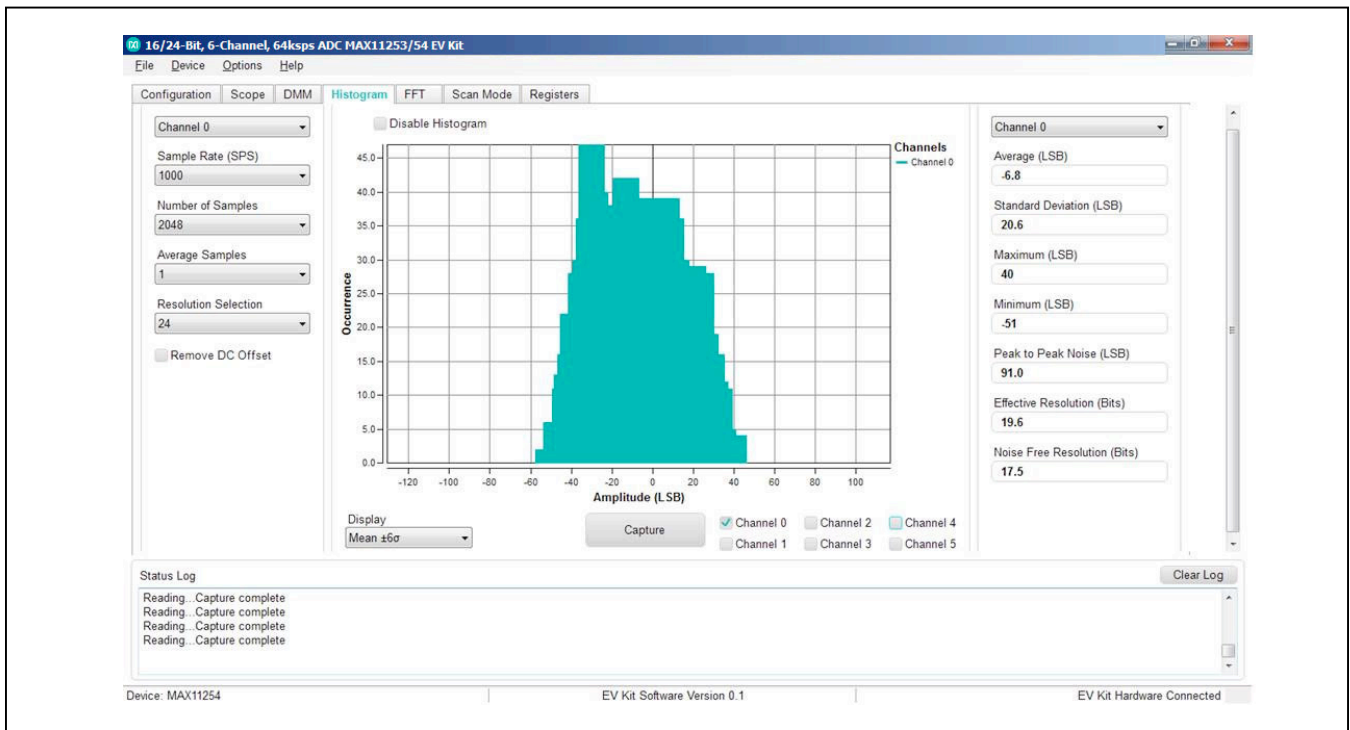 16/24-Bit, 6-Channel, 64ksps ADC MAX11253/54 EV Kit
File Device Options Help
Configuration Scope DMM Histogram FFT Scan Mode Registers
Channel 0
Sample Rate (SPS)
1000
Number of Samples
2048
Average Samples
1
Resolution Selection
24
Remove DC Offset
Disable Histogram
Occurrence
45.0
40.0
35.0
30.0
25.0
20.0
15.0
10.0
5.0
0.0
-120 -100 -80 -60 -40 -20 0 20 40 60 80 100
Amplitude (LSB)
Channels
Channel 0
Display
Mean ±6σ
Capture
Channel 0 Channel 2 Channel 4
Channel 1 Channel 3 Channel 5
Channel 0
Average (LSB)
-6.8
Standard Deviation (LSB)
20.6
Maximum (LSB)
40
Minimum (LSB)
-51
Peak to Peak Noise (LSB)
91.0
Effective Resolution (Bits)
19.6
Noise Free Resolution (Bits)
17.5
Status Log
Clear Log
Reading...Capture complete
Reading...Capture complete
Reading...Capture complete
Reading...Capture complete
Device: MAX11254 EV Kit Software Version 0.1 EV Kit Hardware Connected